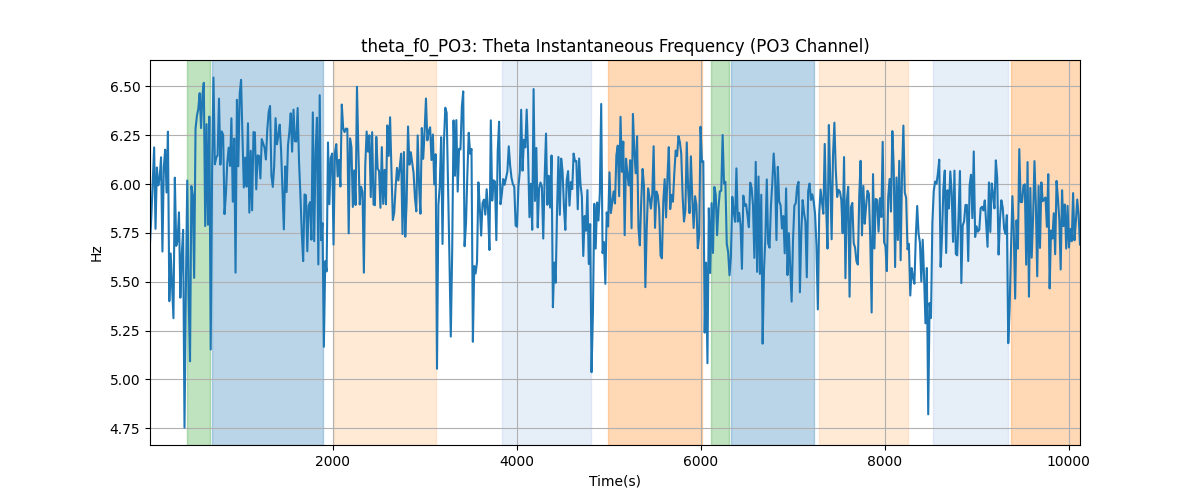 theta_f0_PO3: Theta Instantaneous Frequency (PO3 Channel)
6.50
6.25
6.00
5.75
5.50
5.25
5.00
4.75
Hz
2000 4000 6000 8000 10000
Time(s)